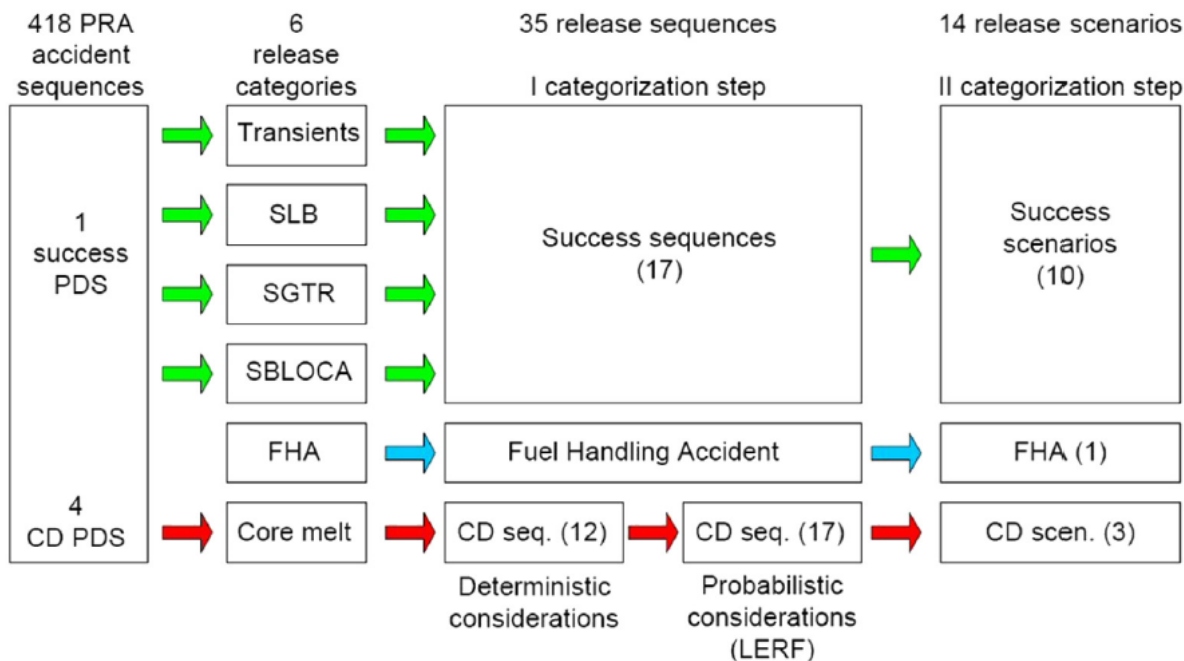 418 PRA
accident
sequences
6
release
categories
35 release sequences
I categorization step
14 release scenarios
II categorization step
1
success
PDS
4
CD PDS
Transients
SLB
SGTR
SBLOCA
FHA
Core melt
Success sequences
(17)
Fuel Handling Accident
CD seq. (12)
CD seq. (17)
Deterministic
considerations
Probabilistic
considerations
(LERF)
Success
scenarios
(10)
FHA (1)
CD scen. (3)